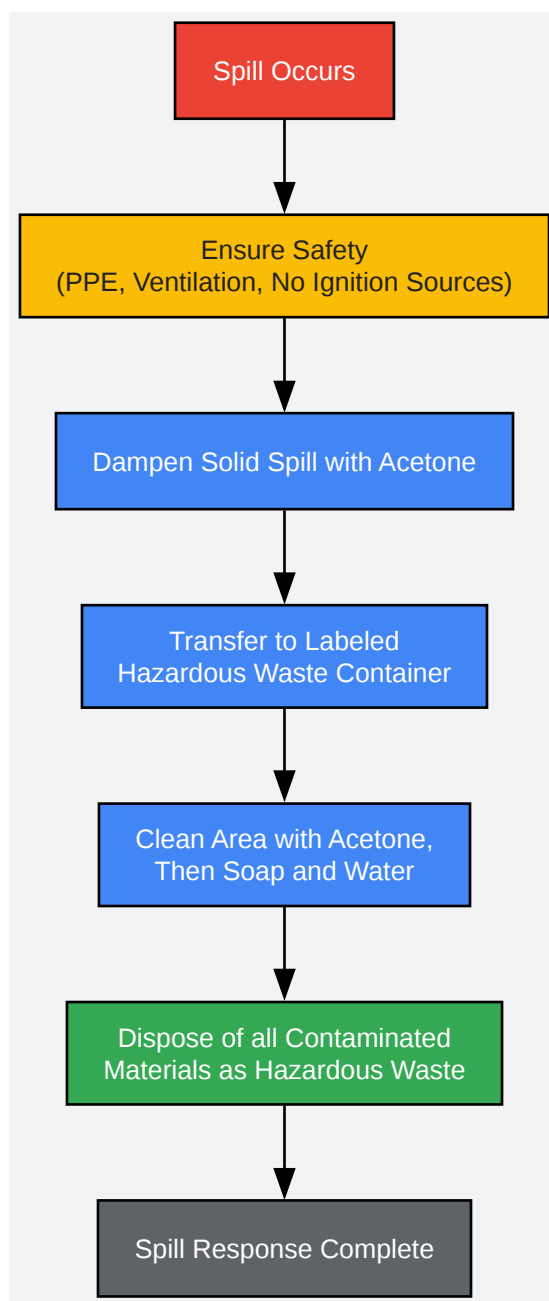 Spill Occurs
Ensure Safety
(PPE, Ventilation, No Ignition Sources)
Dampen Solid Spill with Acetone
Transfer to Labeled
Hazardous Waste Container
Clean Area with Acetone,
Then Soap and Water
Dispose of all Contaminated
Materials as Hazardous Waste
Spill Response Complete